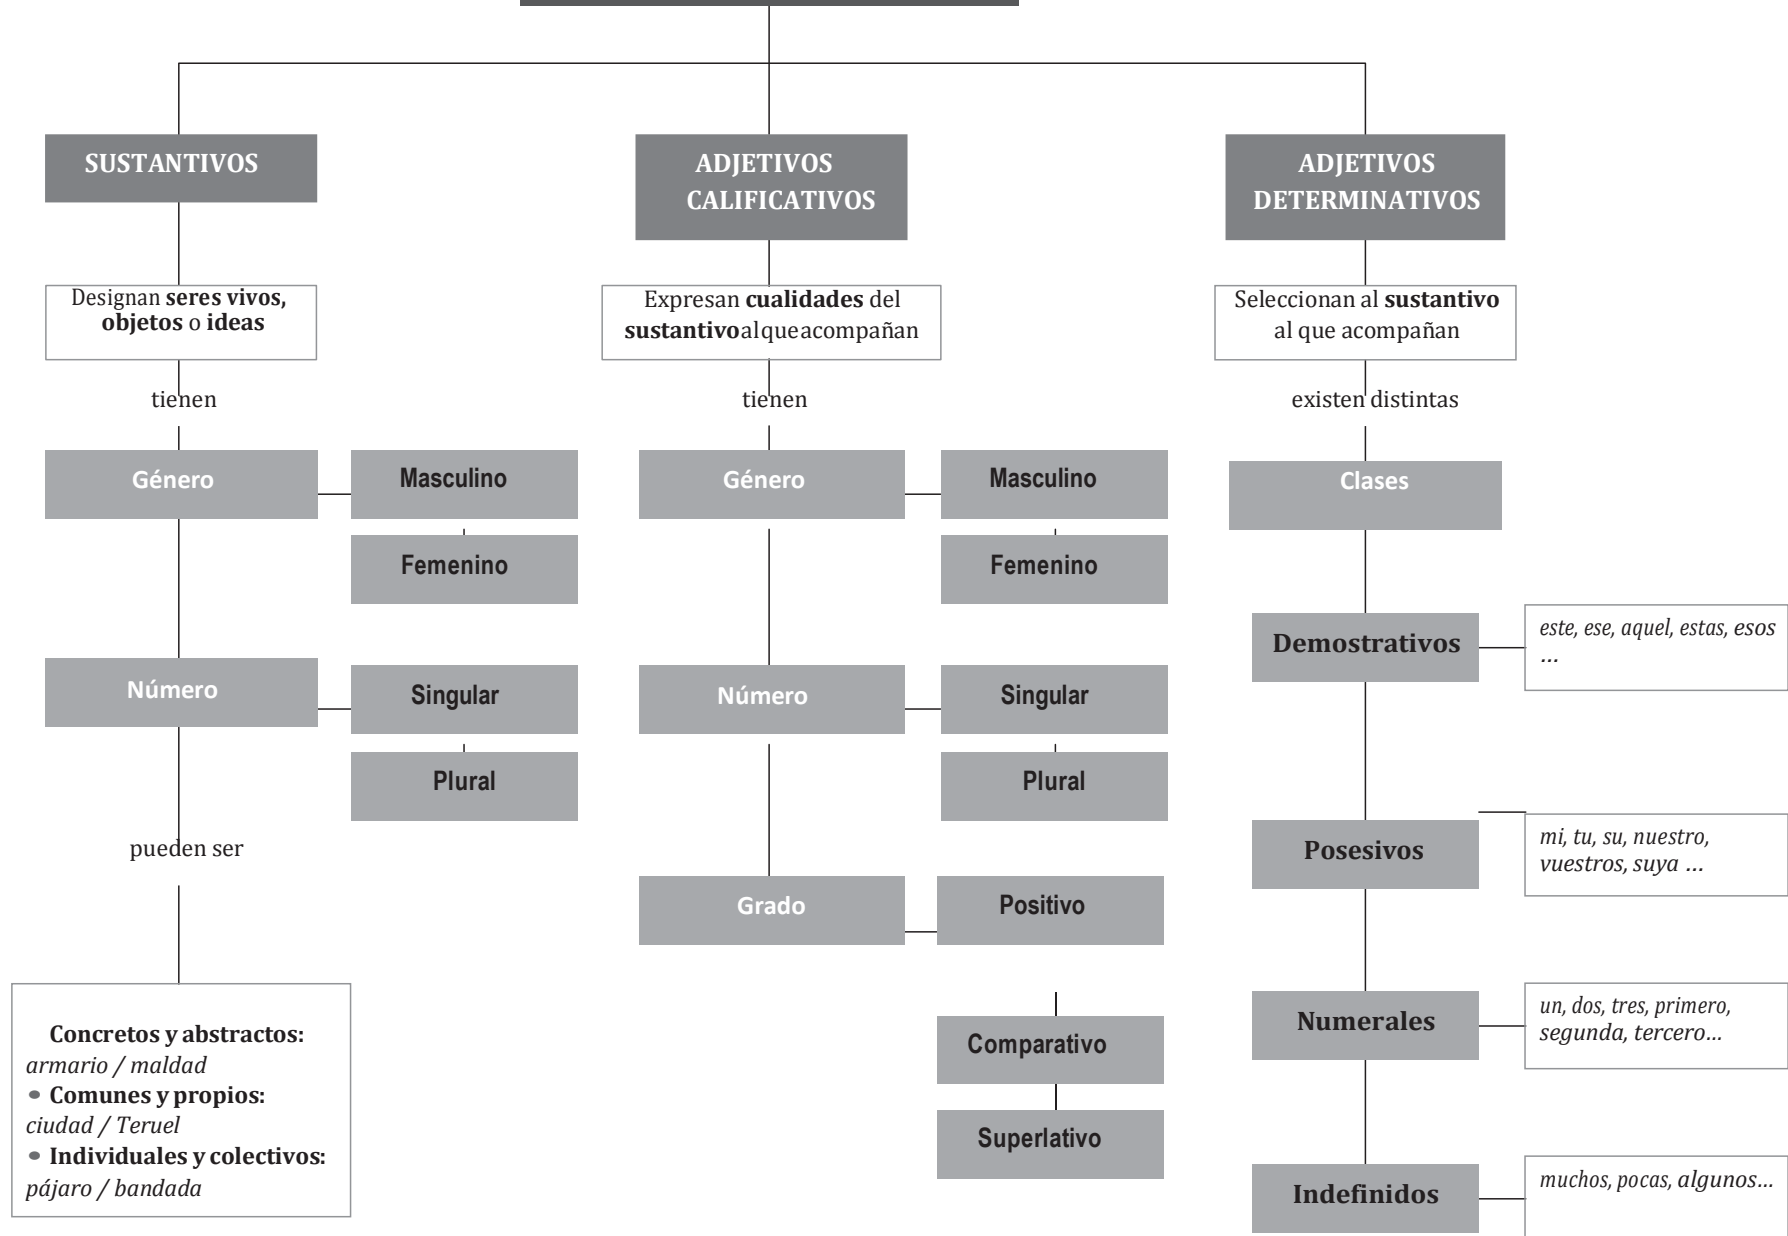 SUSTANTIVOS
Designan seres vivos,
objetos o ideas
tienen
Género
Masculino
Femenino
Número
Singular
Plural
pueden ser
Concretos y abstractos:
armario / maldad
• Comunes y propios:
ciudad / Teruel
• Individuales y colectivos:
pájaro / bandada
ADJETIVOS
CALIFICATIVOS
Expresan cualidades del
sustantivo al que acompañan
tienen
Género
Masculino
Femenino
Número
Singular
Plural
Grado
Positivo
Comparativo
Superlativo
ADJETIVOS
DETERMINATIVOS
Seleccionan al sustantivo
al que acompañan
existen distintas
Clases
Demostrativos
este, ese, aquel, estas, esos
...
Posesivos
mi, tu, su, nuestro,
vuestros, suya ...
Numerales
un, dos, tres, primero,
segunda, tercero...
Indefinidos
muchos, pocas, algunos...